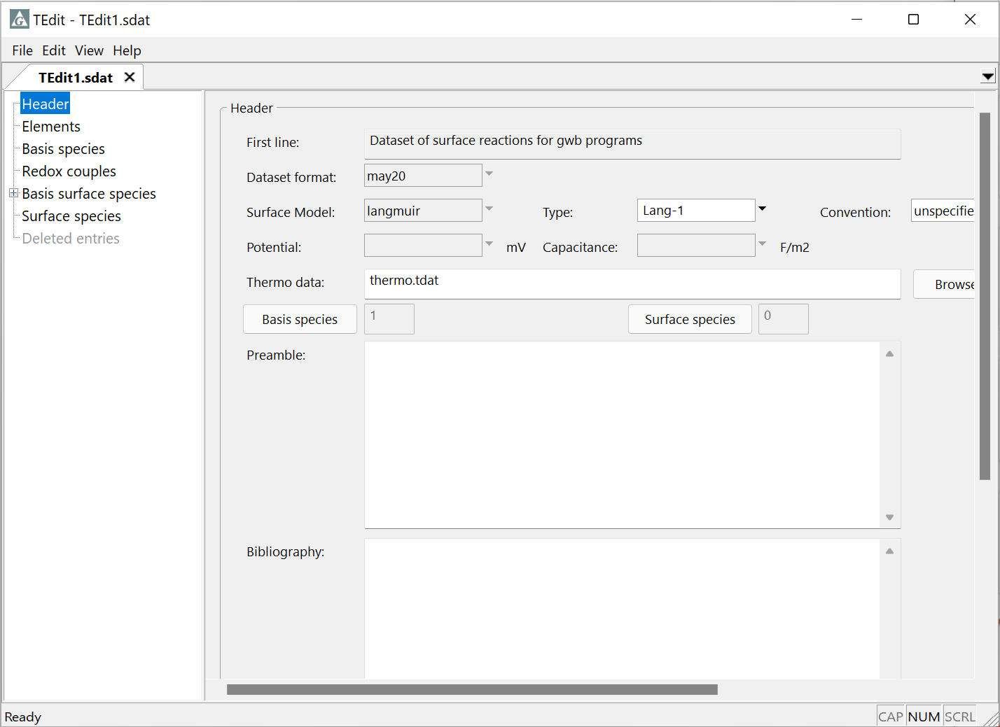 TEdit - TEdit1.sdat
File Edit View Help
TEdit1.sdat
Header
Elements
Basis species
Redox couples
Basis surface species
Surface species
Deleted entries
Header
First line: Dataset of surface reactions for gwb programs
Dataset format: may20
Surface Model: langmuir Type: Lang-1 Convention: unspecifie
Potential: mV Capacitance: F/m2
Thermo data: thermo.tdat Browse
Basis species 1 Surface species 0
Preamble:
Bibliography:
Ready CAP NUM SCRL